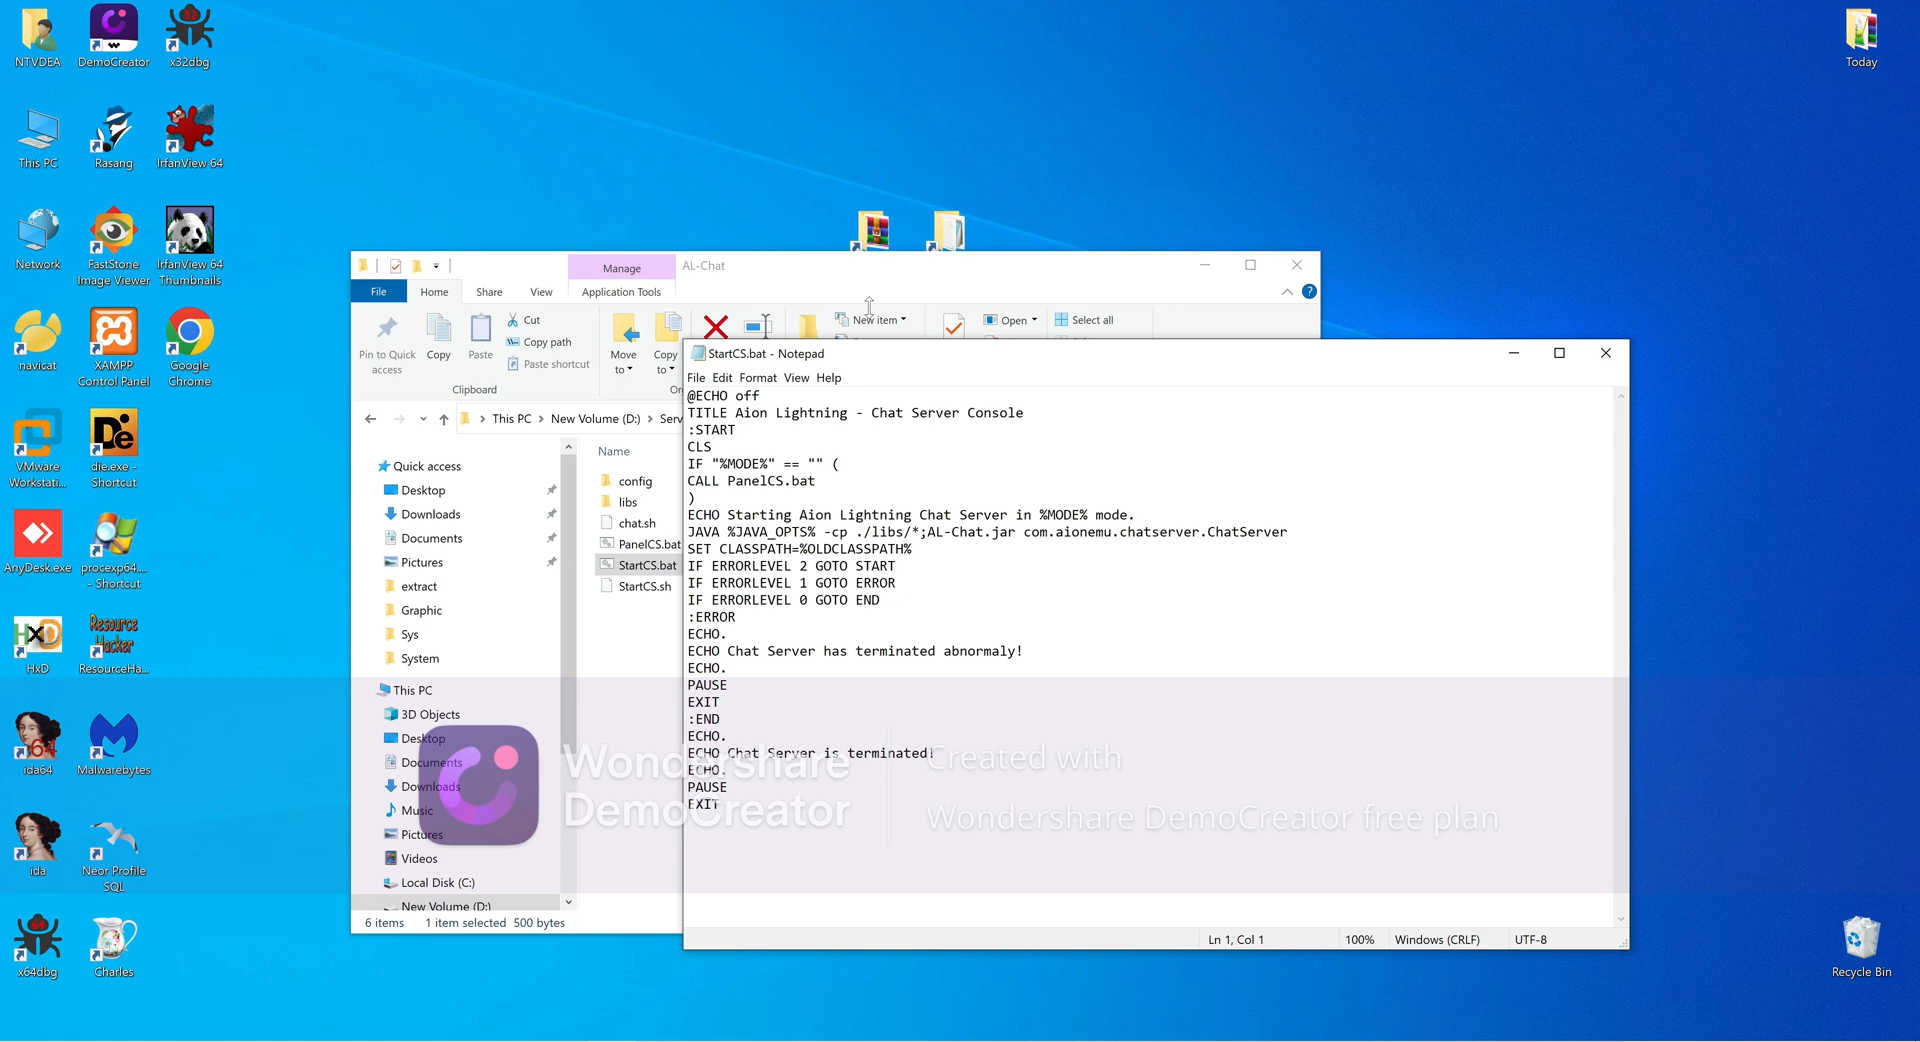 NTVDEA
DemoCreator
x32dbg
Today
This PC
Rasang
IrfanView 64
Network
FastStone
Image Viewer
IrfanView 64
Thumbnails
navicat
XAMPP
Control Panel
Google
Chrome
VMware
Workstati...
die.exe -
Shortcut
AnyDesk.exe
procexp64....
- Shortcut
HxD
ResourceHa...
ida64
Malwarebytes
ida
Neor Profile
SQL
x64dbg
Charles
Recycle Bin
Manage
AL-Chat
File
Home
Share
View
Application Tools
Pin to Quick
access
Copy
Paste
Cut
Copy path
Paste shortcut
Clipboard
Move
to
Copy
to
New item
Open
Select all
This PC
New Volume (D:)
Serv
Quick access
Desktop
Downloads
Documents
Pictures
extract
Graphic
Sys
System
This PC
3D Objects
Desktop
Documents
Downloads
Music
Pictures
Videos
Local Disk (C:)
New Volume (D:)
Name
config
libs
chat.sh
PanelCS.bat
StartCS.bat
StartCS.sh
6 items
1 item selected 500 bytes
StartCS.bat - Notepad
File Edit Format View Help
@ECHO off
TITLE Aion Lightning - Chat Server Console
:START
CLS
IF "%MODE%" == "" (
CALL PanelCS.bat
)
ECHO Starting Aion Lightning Chat Server in %MODE% mode.
JAVA %JAVA_OPTS% -cp ./libs/*;AL-Chat.jar com.aionemu.chatserver.ChatServer
SET CLASSPATH=%OLDCLASSPATH%
IF ERRORLEVEL 2 GOTO START
IF ERRORLEVEL 1 GOTO ERROR
IF ERRORLEVEL 0 GOTO END
:ERROR
ECHO.
ECHO Chat Server has terminated abnormaly!
ECHO.
PAUSE
EXIT
:END
ECHO.
ECHO Chat Server is terminated!
ECHO.
PAUSE
EXIT
Ln 1, Col 1
100%
Windows (CRLF)
UTF-8
Wondershare
DemoCreator
Created with
Wondershare DemoCreator free plan